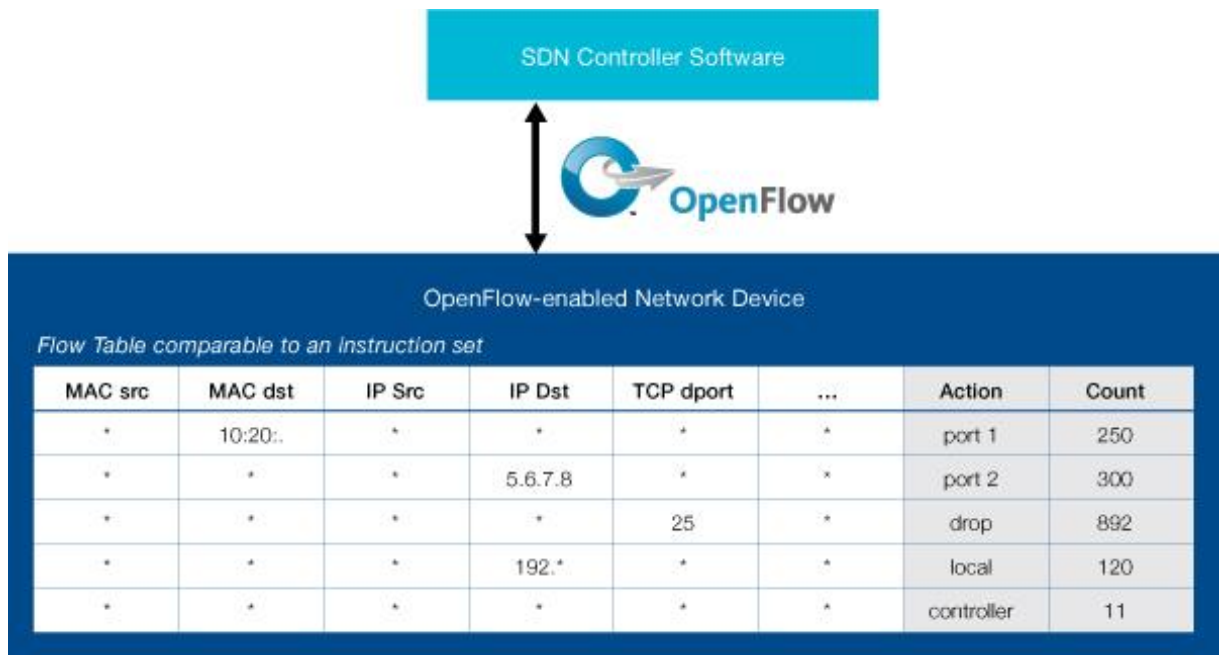 SDN Controller Software
OpenFlow
OpenFlow-enabled Network Device
Flow Table comparable to an instruction set
MAC src MAC dst IP Src IP Dst TCP dport ... Action Count
* 10:20:. * * * * port 1 250
* * * 5.6.7.8 * * port 2 300
* * * * 25 * drop 892
* * * 192.* * * local 120
* * * * * * controller 11